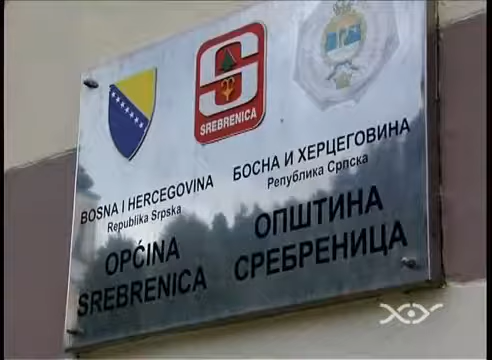 SREBRENICA
BOSNA I HERCEGOVINA
Republika Srpska
OPĆINA
SREBRENICA
БОСНА И ХЕРЦЕГОВИНА
Република Српска
ОПШТИНА
СРЕБРЕНИЦА